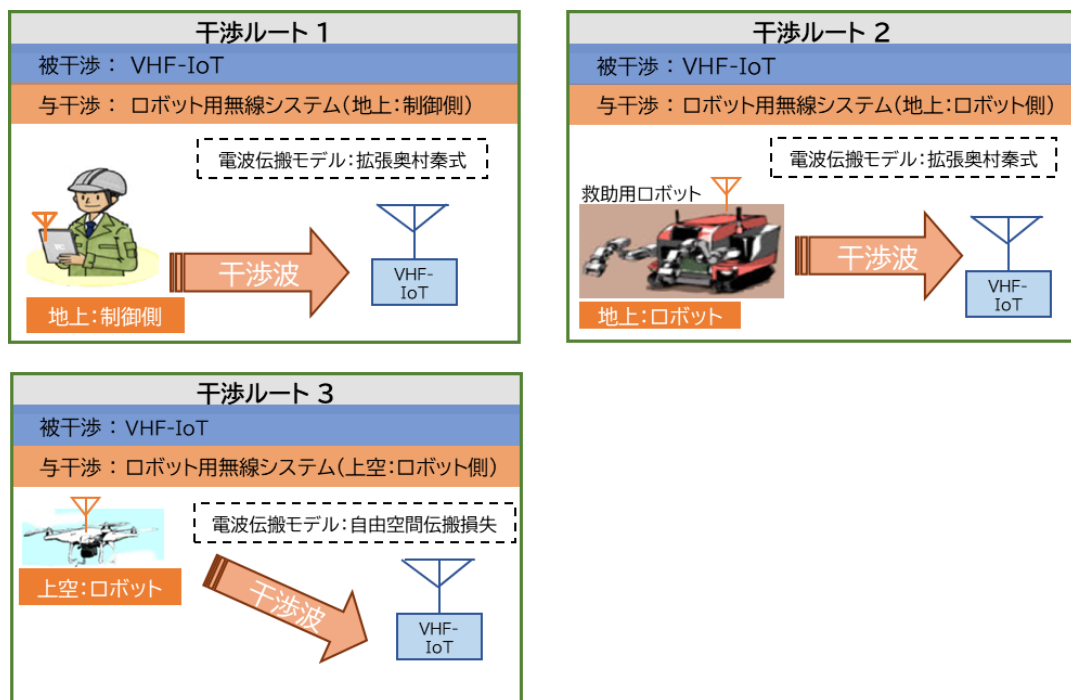 干渉ルート 1
被干渉： VHF-IoT
与干渉： ロボット用無線システム(地上：制御側)
電波伝搬モデル：拡張奥村秦式
干渉波
VHF-
IoT
地上：制御側
干渉ルート 2
被干渉： VHF-IoT
与干渉： ロボット用無線システム(地上：ロボット側)
電波伝搬モデル：拡張奥村秦式
救助用ロボット
干渉波
VHF-
IoT
地上：ロボット
干渉ルート 3
被干渉： VHF-IoT
与干渉： ロボット用無線システム(上空：ロボット側)
電波伝搬モデル：自由空間伝搬損失
上空：ロボット
干渉波
VHF-
IoT